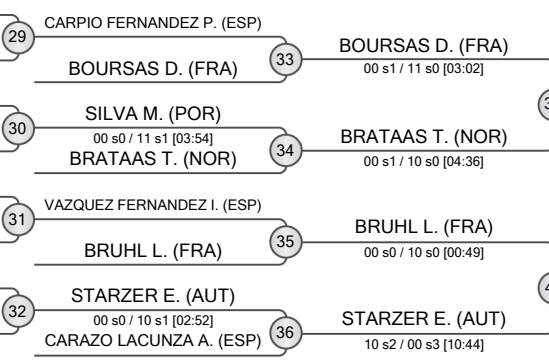 29
CARPIO FERNANDEZ P. (ESP)
BOURSAS D. (FRA)
33
BOURSAS D. (FRA)
00 s1 / 11 s0 [03:02]
30
SILVA M. (POR)
00 s0 / 11 s1 [03:54]
BRATAAS T. (NOR)
34
BRATAAS T. (NOR)
00 s1 / 10 s0 [04:36]
31
VAZQUEZ FERNANDEZ I. (ESP)
BRUHL L. (FRA)
35
BRUHL L. (FRA)
00 s0 / 10 s0 [00:49]
32
STARZER E. (AUT)
00 s0 / 10 s1 [02:52]
CARAZO LACUNZA A. (ESP)
36
STARZER E. (AUT)
10 s2 / 00 s3 [10:44]